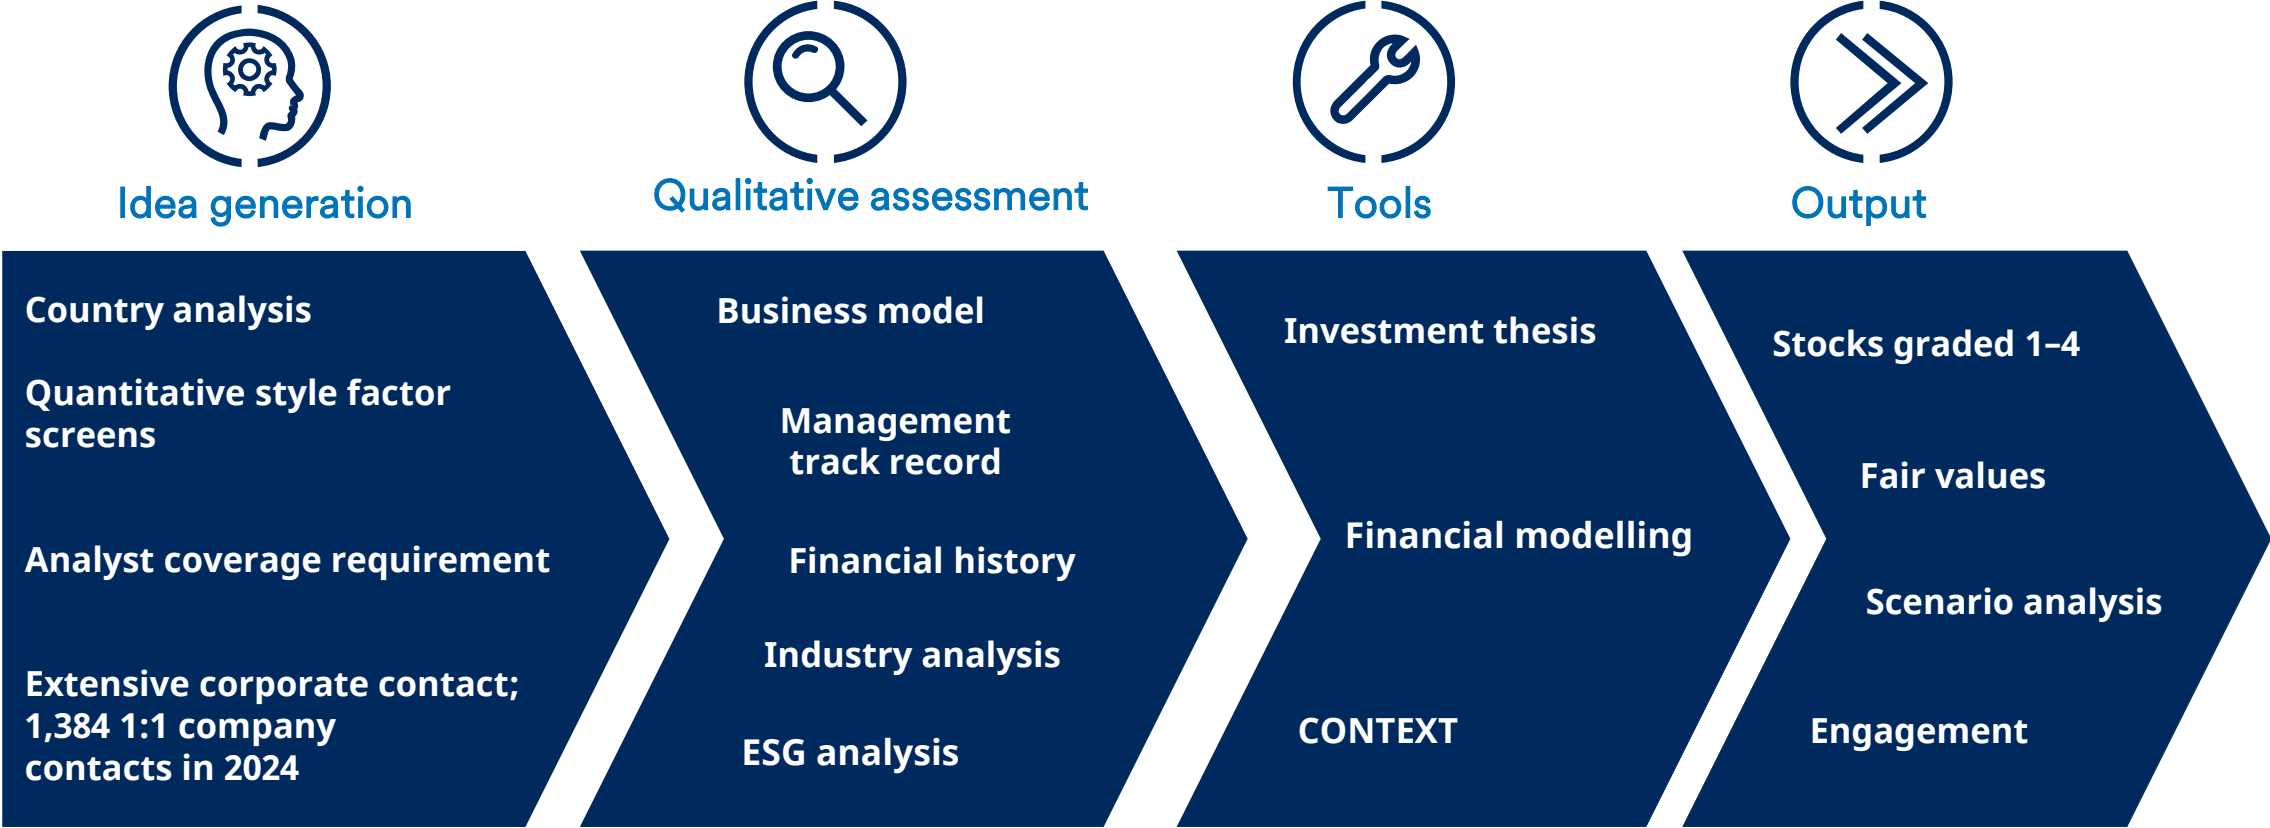 Idea generation
Country analysis
Quantitative style factor
screens
Analyst coverage requirement
Extensive corporate contact;
1,384 1:1 company
contacts in 2024
Qualitative assessment
Business model
Management
track record
Financial history
Industry analysis
ESG analysis
Tools
Investment thesis
Financial modelling
CONTEXT
Output
Stocks graded 1–4
Fair values
Scenario analysis
Engagement